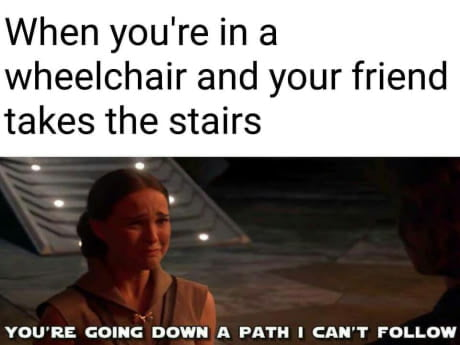 When you're in a
wheelchair and your friend
takes the stairs
YOU'RE GOING DOWN A PATH I CAN'T FOLLOW